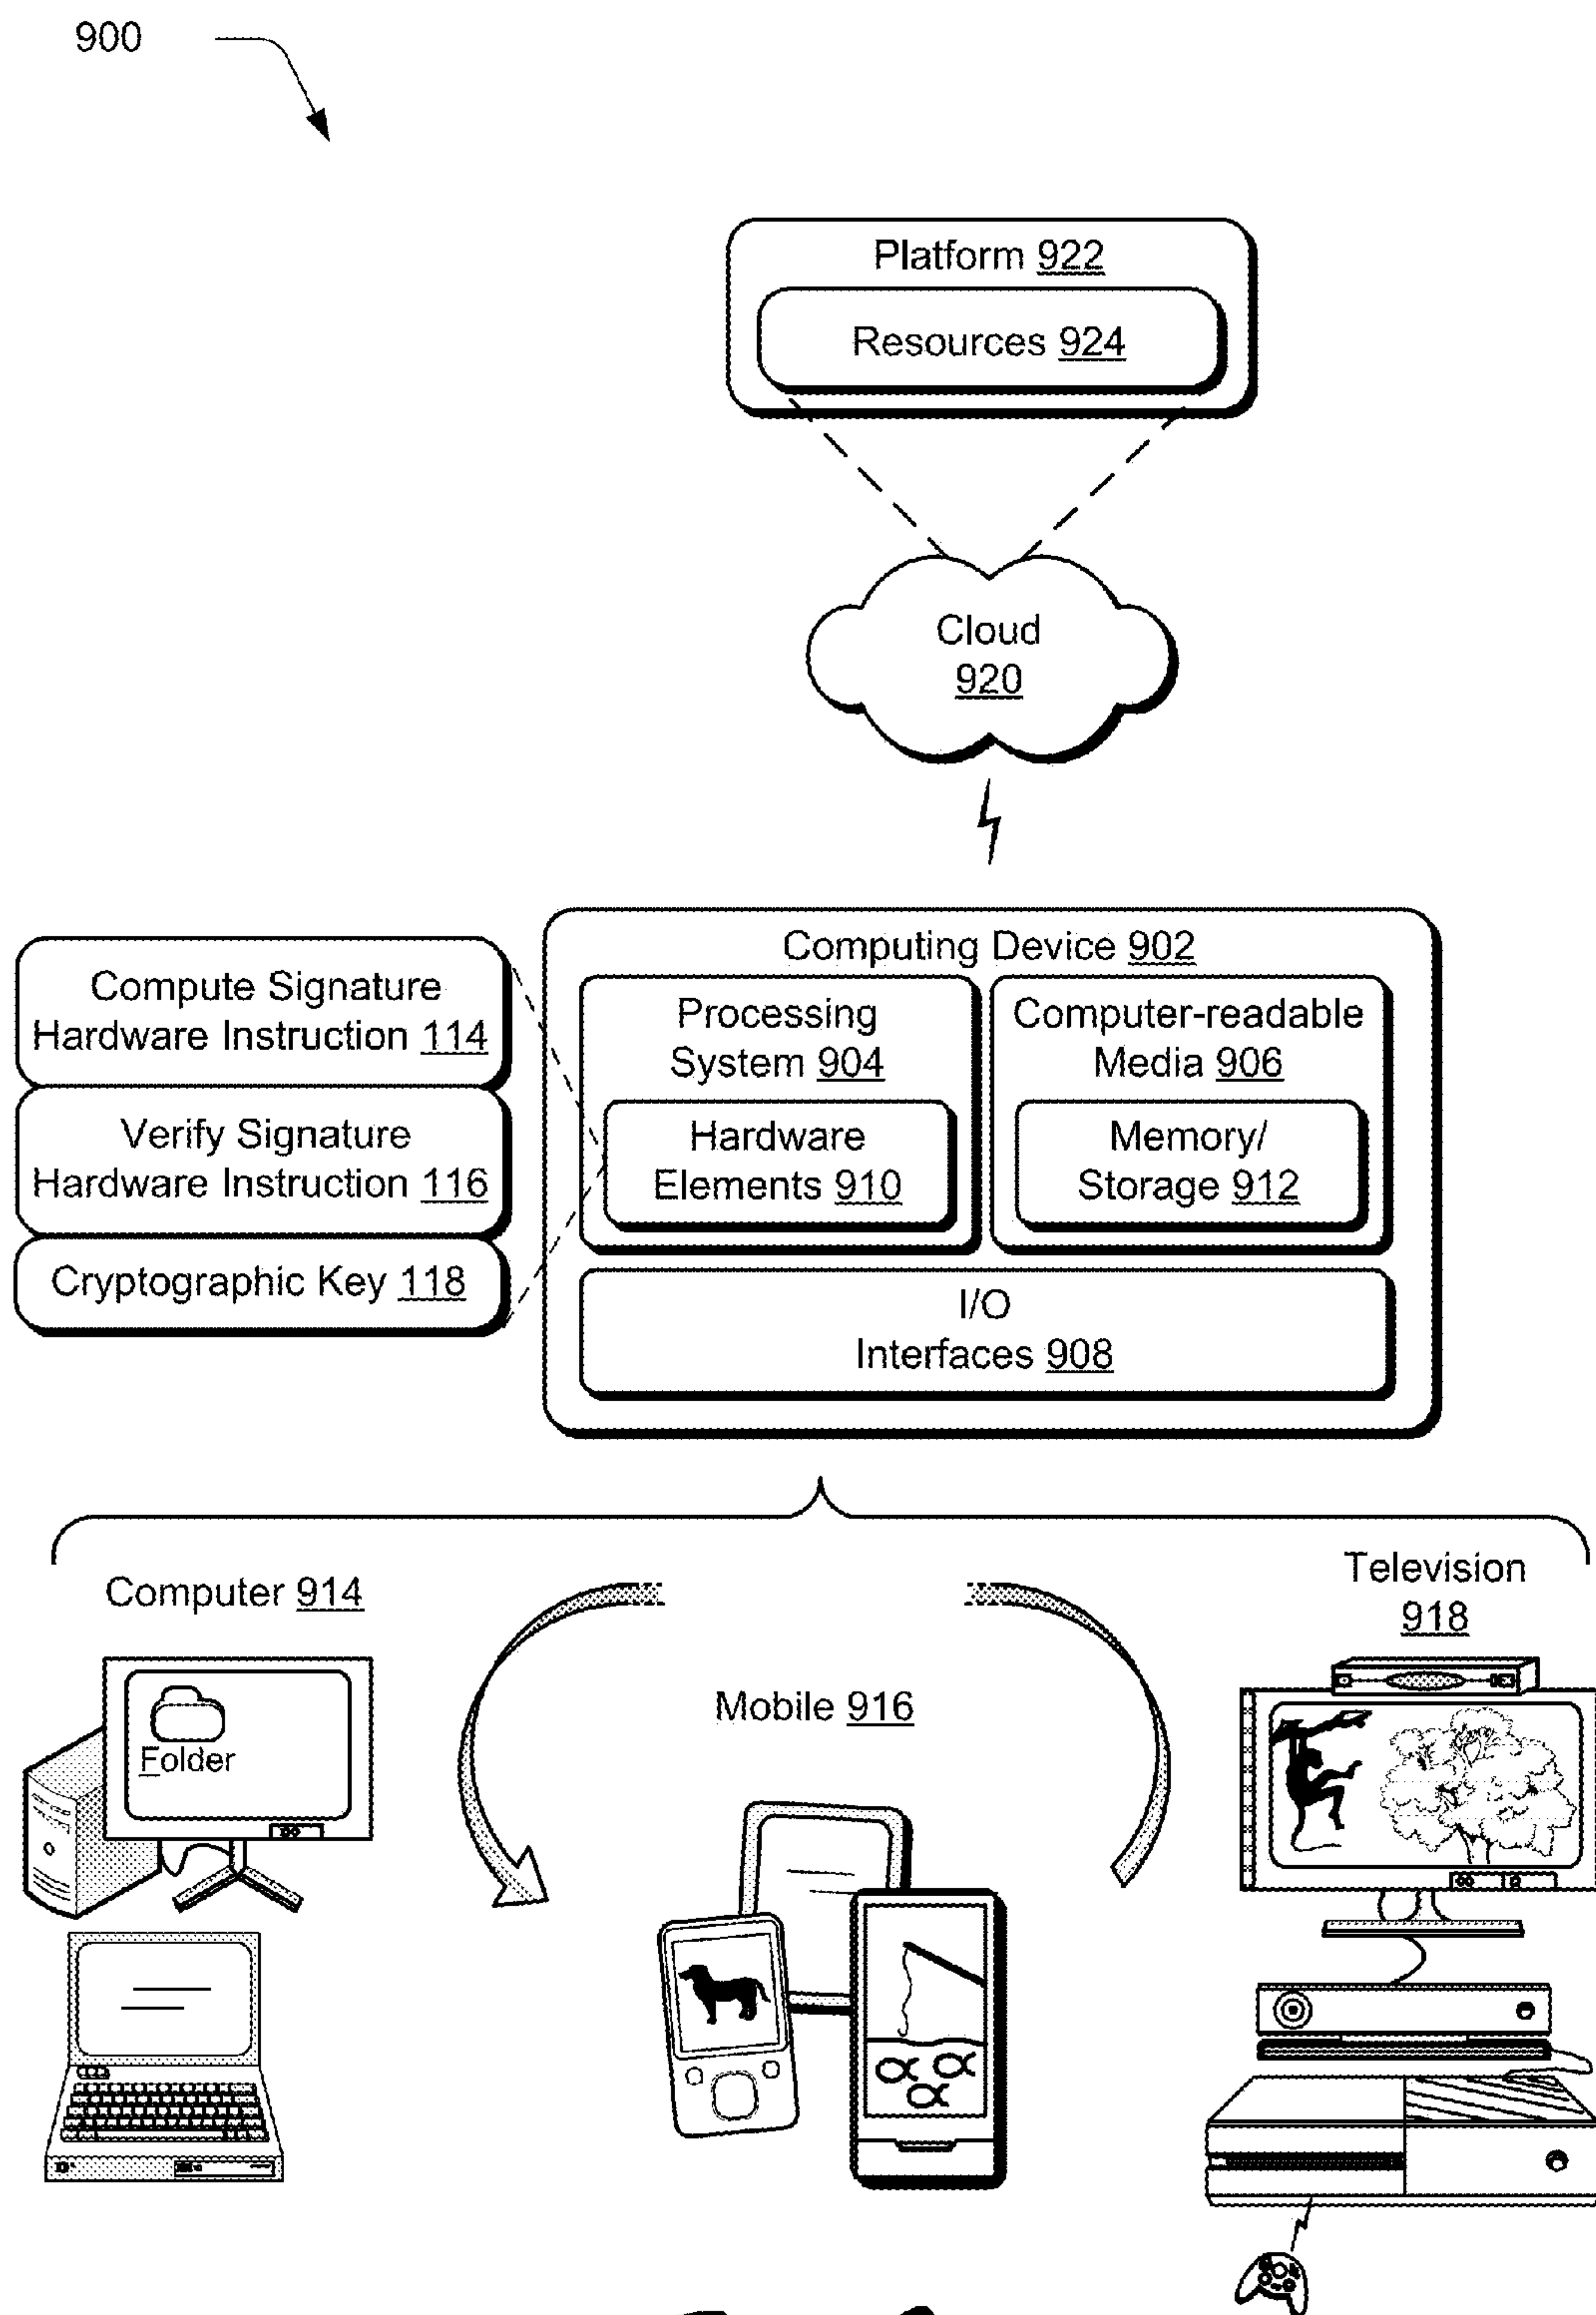 900
Platform 922
Resources 924
Cloud
920
Computing Device 902
Compute Signature
Hardware Instruction 114
Verify Signature
Hardware Instruction 116
Cryptographic Key 118
Processing
System 904
Hardware
Elements 910
Computer-readable
Media 906
Memory/
Storage 912
I/O
Interfaces 908
Computer 914
Folder
Mobile 916
Television
918